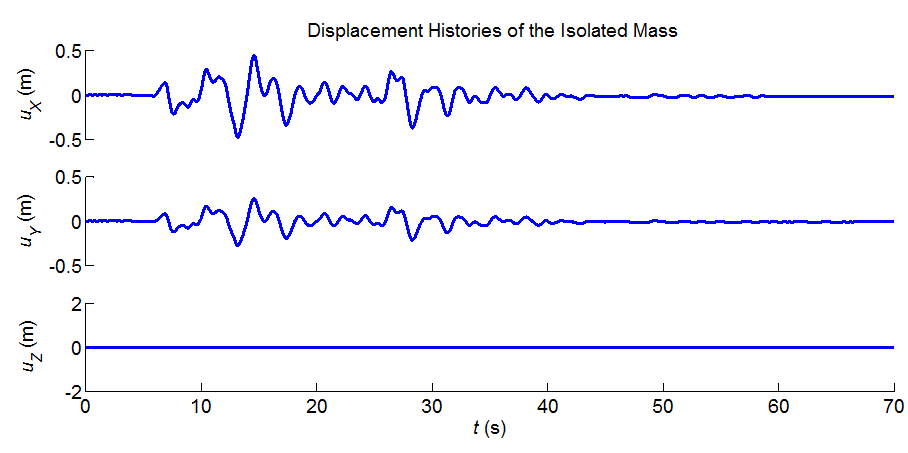 Displacement Histories of the Isolated Mass
0.5
0
-0.5
uX (m)
0.5
0
-0.5
uY (m)
2
0
-2
uZ (m)
0 10 20 30 40 50 60 70
t (s)